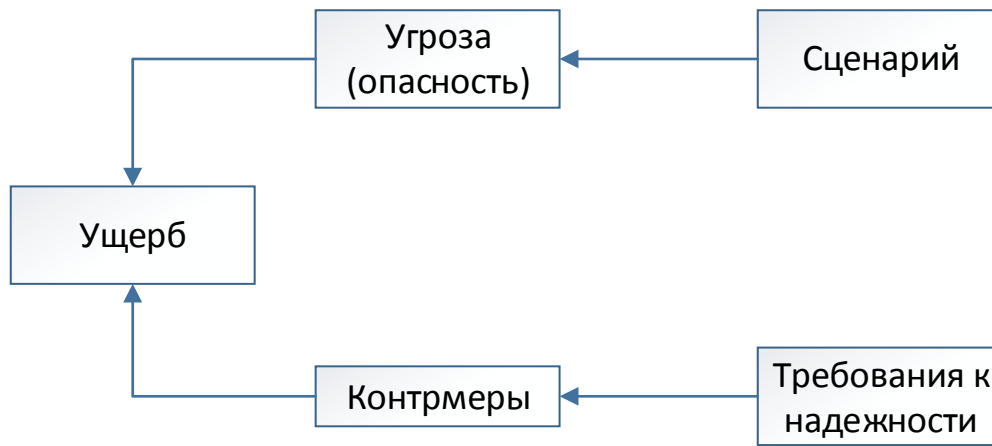 Угроза
(опасность)
Сценарий
Ущерб
Контрмеры
Требования к
надежности